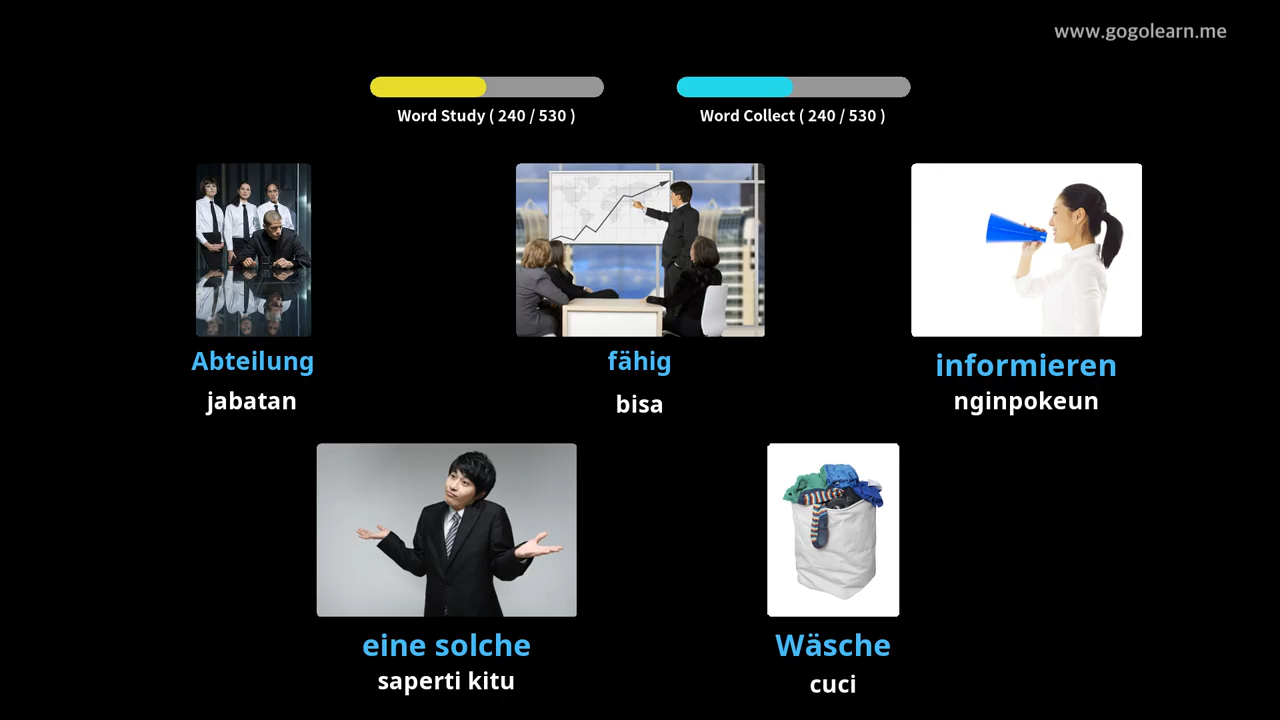 www.gogolearn.me
Word Study ( 240 / 530 )
Word Collect ( 240 / 530 )
Abteilung
jabatan
fähig
bisa
informieren
nginpokeun
eine solche
saperti kitu
Wäsche
cuci